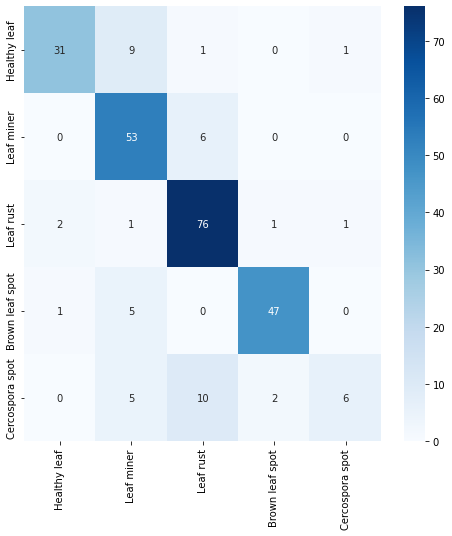 Healthy leaf 31 9 1 0 1
Leaf miner 0 53 6 0 0
Leaf rust 2 1 76 1 1
Brown leaf spot 1 5 0 47 0
Cercospora spot 0 5 10 2 6
Healthy leaf
Leaf miner
Leaf rust
Brown leaf spot
Cercospora spot
70
60
50
40
30
20
10
0